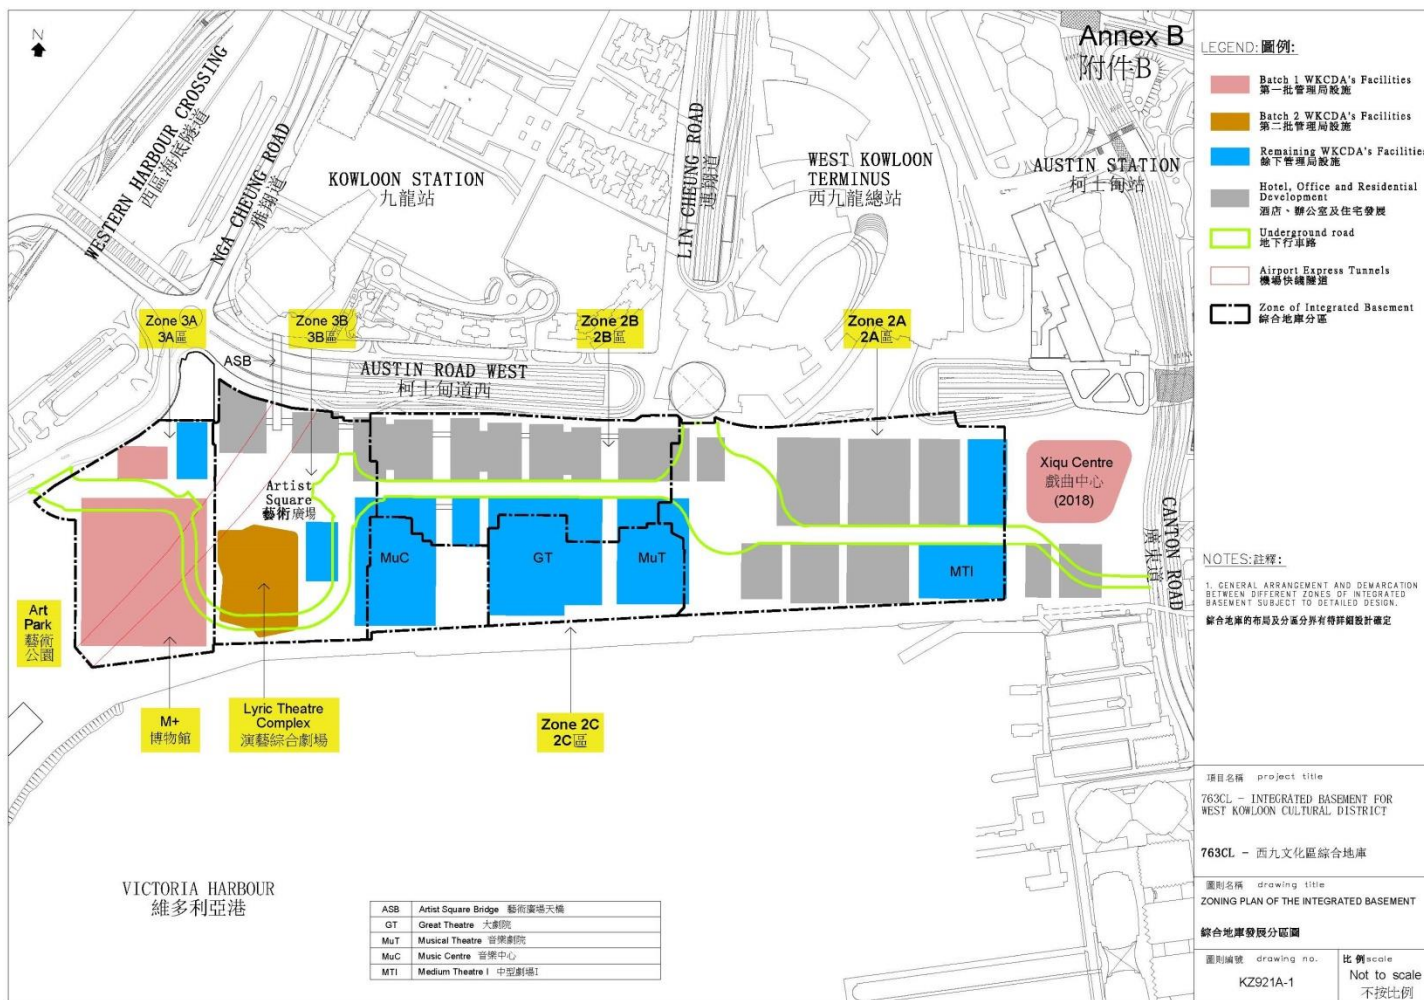 N
Annex B
附件B
WESTERN HARBOUR CROSSING
西區海底隧道
NGA CHEUNG ROAD
雅翔道
KOWLOON STATION
九龍站
LIN CHEUNG ROAD
連翔道
WEST KOWLOON
TERMINUS
西九龍總站
AUSTIN STATION
柯士甸站
Zone 3A
3A區
Zone 3B
3B區
Zone 2B
2B區
Zone 2A
2A區
ASB
AUSTIN ROAD WEST
柯士甸道西
Artist
Square
藝術廣場
Xiqu Centre
戲曲中心
(2018)
CANTON ROAD
廣東道
MuC
GT
MuT
MTI
Art
Park
藝術
公園
M+
博物館
Lyric Theatre
Complex
演藝綜合劇場
Zone 2C
2C區
VICTORIA HARBOUR
維多利亞港
ASB Artist Square Bridge 藝術廣場天橋
GT Great Theatre 大劇院
MuT Musical Theatre 音樂劇院
MuC Music Centre 音樂中心
MTI Medium Theatre I 中型劇場I
LEGEND:圖例:
Batch 1 WKCDA's Facilities
第一批管理局設施
Batch 2 WKCDA's Facilities
第二批管理局設施
Remaining WKCDA's Facilities
餘下管理局設施
Hotel, Office and Residential
Development
酒店、辦公室及住宅發展
Underground road
地下行車路
Airport Express Tunnels
機場快綫隧道
Zone of Integrated Basement
綜合地庫分區
NOTES:註釋:
1. GENERAL ARRANGEMENT AND DEMARCATION
BETWEEN DIFFERENT ZONES OF INTEGRATED
BASEMENT SUBJECT TO DETAILED DESIGN.
綜合地庫的布局及分區分界有待詳細設計確定
項目名稱 project title
763CL - INTEGRATED BASEMENT FOR
WEST KOWLOON CULTURAL DISTRICT
763CL - 西九文化區綜合地庫
圖則名稱 drawing title
ZONING PLAN OF THE INTEGRATED BASEMENT
綜合地庫發展分區圖
圖則編號 drawing no.
KZ921A-1
比例 scale
Not to scale
不按比例